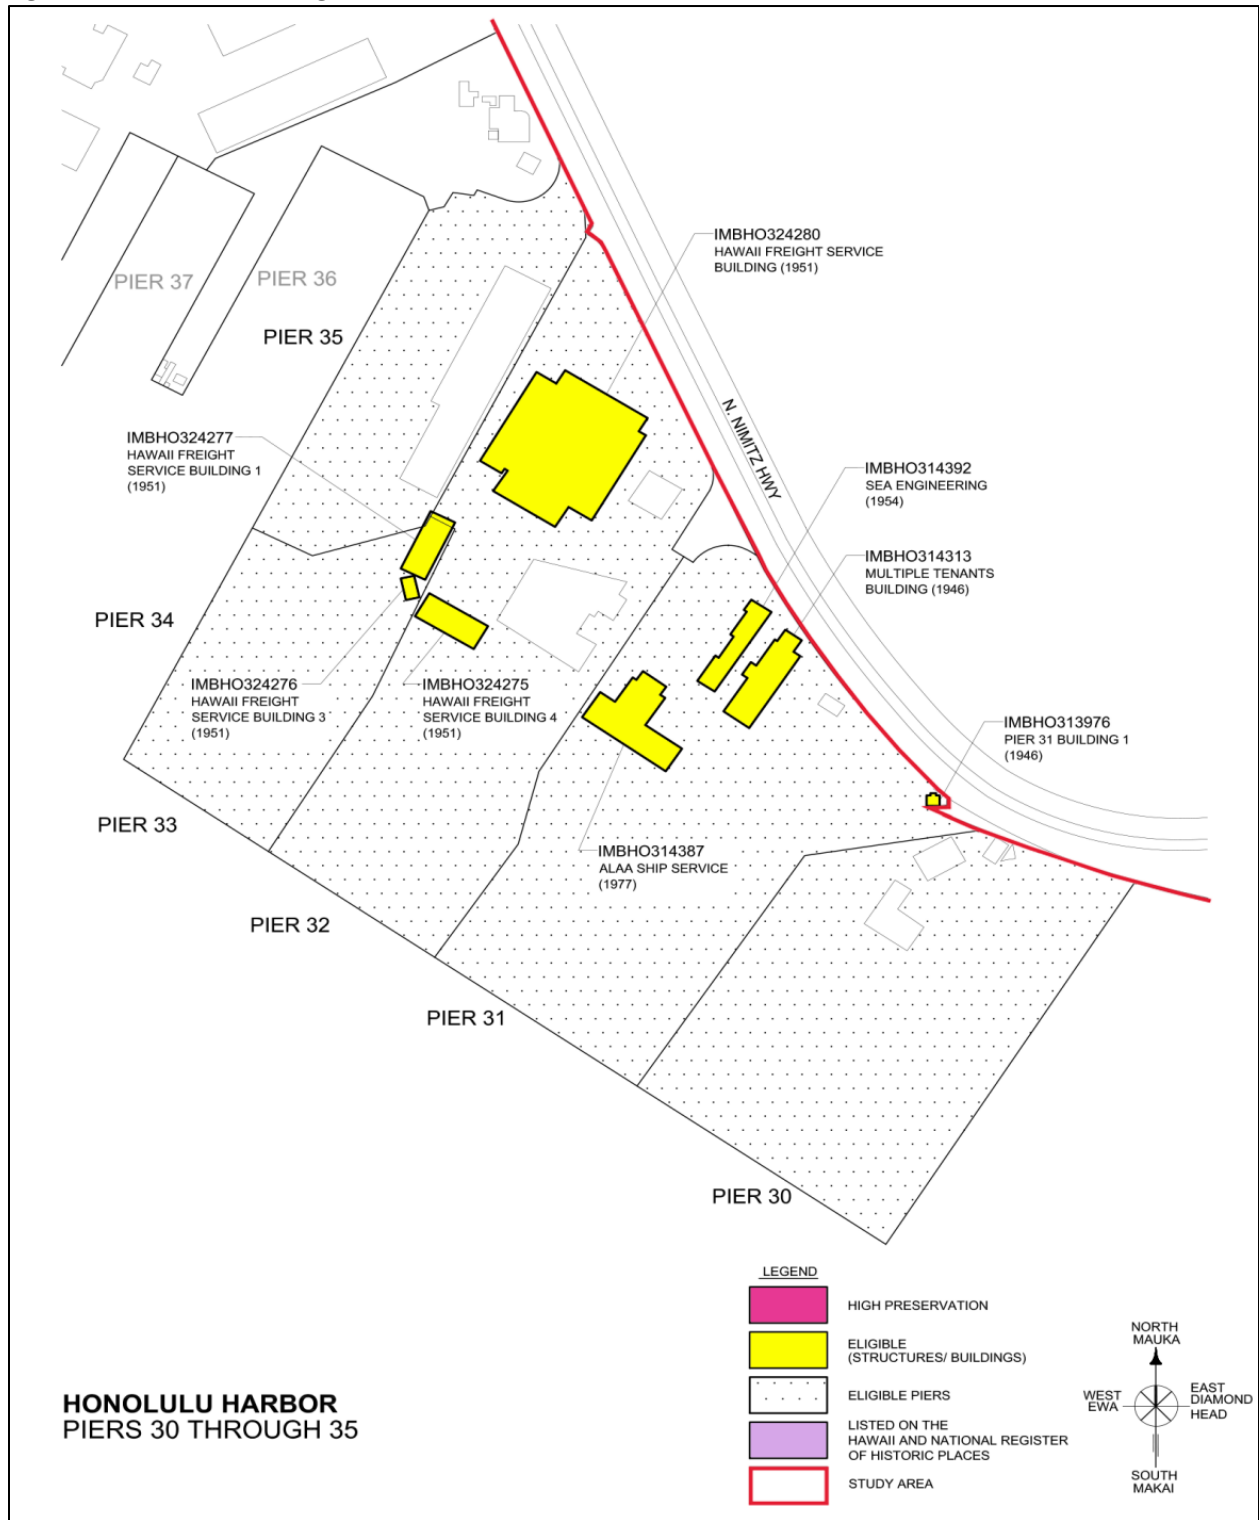 IMBHO324280
HAWAII FREIGHT SERVICE
BUILDING (1951)
PIER 37
PIER 36
PIER 35
N. NIMITZ HWY
IMBHO324277
HAWAII FREIGHT
SERVICE BUILDING 1
(1951)
IMBHO314392
SEA ENGINEERING
(1954)
IMBHO314313
MULTIPLE TENANTS
BUILDING (1946)
PIER 34
IMBHO324276
HAWAII FREIGHT
SERVICE BUILDING 3
(1951)
IMBHO324275
HAWAII FREIGHT
SERVICE BUILDING 4
(1951)
IMBHO313976
PIER 31 BUILDING 1
(1946)
PIER 33
IMBHO314387
ALAA SHIP SERVICE
(1977)
PIER 32
PIER 31
PIER 30
LEGEND
HIGH PRESERVATION
ELIGIBLE
(STRUCTURES/ BUILDINGS)
ELIGIBLE PIERS
LISTED ON THE
HAWAII AND NATIONAL REGISTER
OF HISTORIC PLACES
STUDY AREA
NORTH
MAUKA
WEST
EWA
EAST
DIAMOND
HEAD
SOUTH
MAKAI
HONOLULU HARBOR
PIERS 30 THROUGH 35